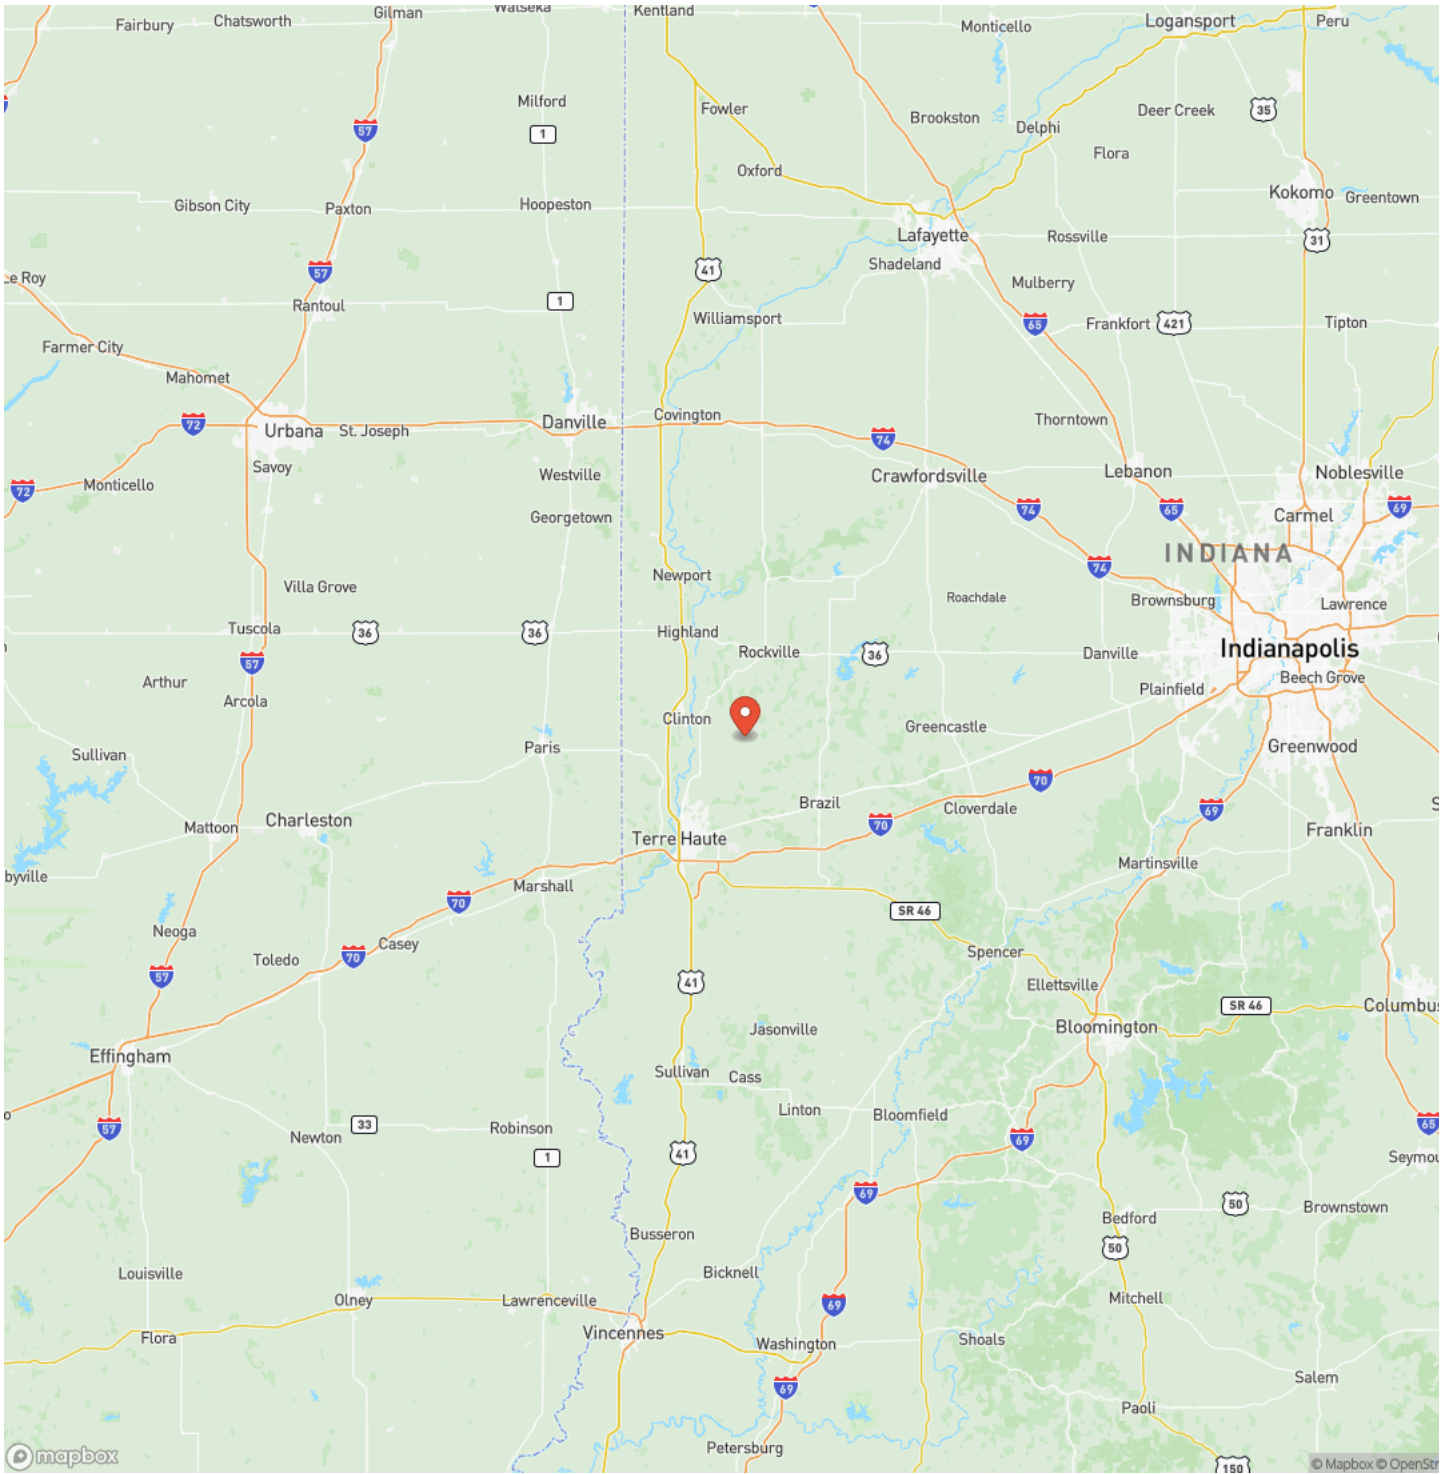 Gilman
Watseka
Kentland
Fairbury
Chatsworth
Monticello
Logansport
Peru
Milford
Fowler
Brookston
Delphi
Deer Creek
35
57
1
Flora
Oxford
Kokomo
Greentown
Gibson City
Paxton
Hoopeston
Lafayette
Rossville
31
Shadeland
57
41
Le Roy
Mulberry
Rantoul
1
Williamsport
65
Frankfort
421
Tipton
Farmer City
Mahomet
72
Urbana
St. Joseph
Danville
Covington
74
Thorntown
Savoy
Westville
Crawfordsville
Lebanon
Noblesville
72
Monticello
Georgetown
74
65
Carmel
69
INDIANA
74
Newport
Villa Grove
Roachdale
Brownsburg
Lawrence
Tuscola
36
36
Highland
Rockville
36
Danville
Indianapolis
57
Arthur
Arcola
Plainfield
Beech Grove
Clinton
Greencastle
Sullivan
Paris
Greenwood
70
Brazil
Cloverdale
69
Mattoon
Charleston
Terre Haute
70
Franklin
Martinsville
byville
Marshall
70
SR 46
Neoga
Casey
Toledo
70
Spencer
57
41
Ellettsville
SR 46
Columbus
Jasonville
Bloomington
Effingham
Sullivan
Cass
Linton
Bloomfield
57
33
Newton
Robinson
1
41
69
65
Seymou
69
50
Brownstown
Bedford
Busseron
50
Louisville
Bicknell
Olney
Lawrenceville
69
Mitchell
Flora
Vincennes
Washington
Shoals
Salem
69
Paoli
Petersburg
150
mapbox
© Mapbox © OpenStr